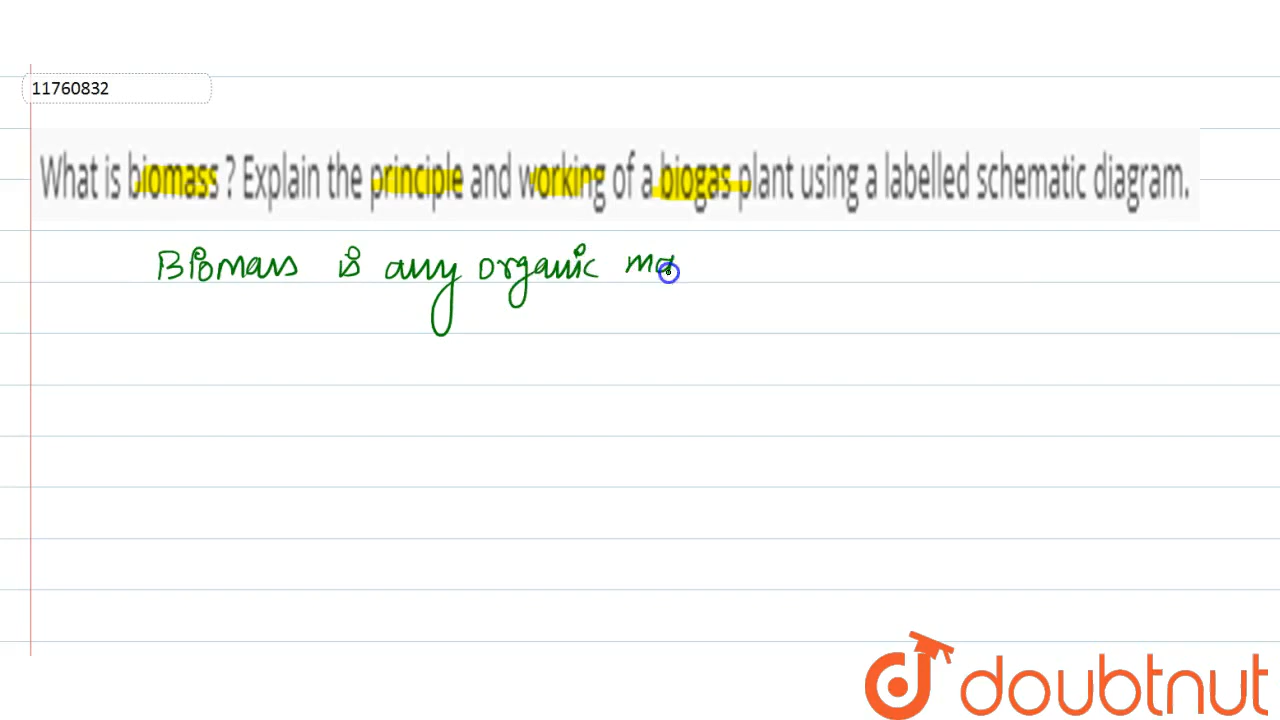 11760832
What is biomass ? Explain the principle and working of a biogas plant using a labelled schematic diagram.
Biomass is any organic ma
doubtnut